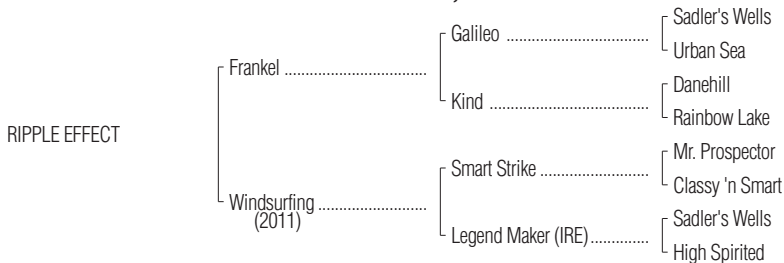 Sadler's Wells
Galileo ........................................
Urban Sea
Frankel ........................................
Danehill
Kind .............................................
Rainbow Lake
RIPPLE EFFECT
Mr. Prospector
Smart Strike ..............................
Classy 'n Smart
Windsurfing ..............................
(2011)
Sadler's Wells
Legend Maker (IRE)................
High Spirited